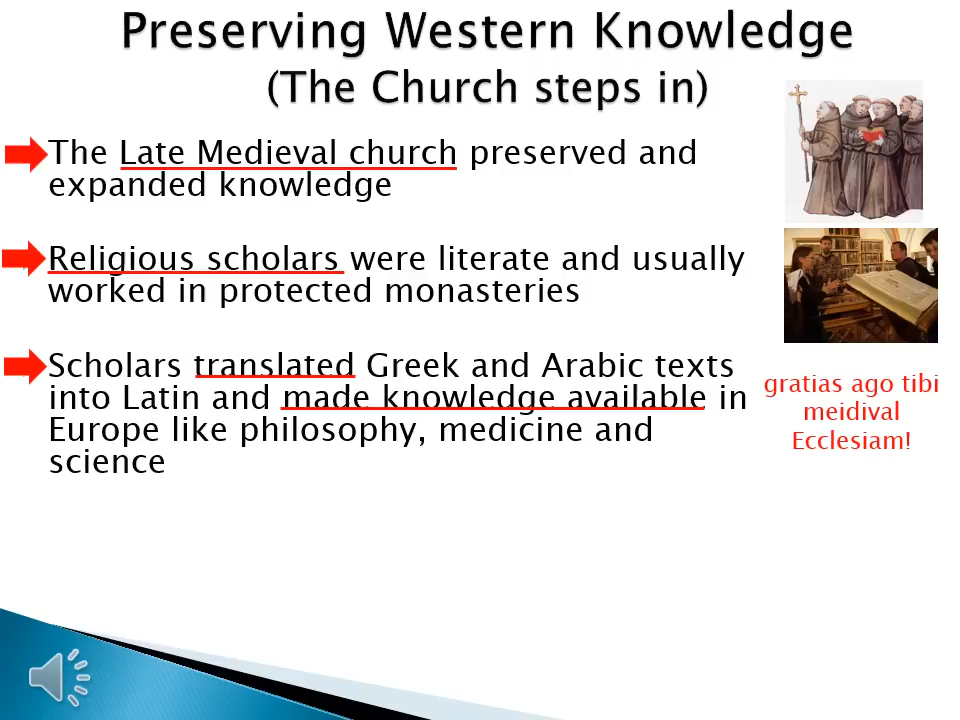 Preserving Western Knowledge
(The Church steps in)
The Late Medieval church preserved and
expanded knowledge
Religious scholars were literate and usually
worked in protected monasteries
Scholars translated Greek and Arabic texts
into Latin and made knowledge available in
Europe like philosophy, medicine and
science
gratias ago tibi
meidival
Ecclesiam!